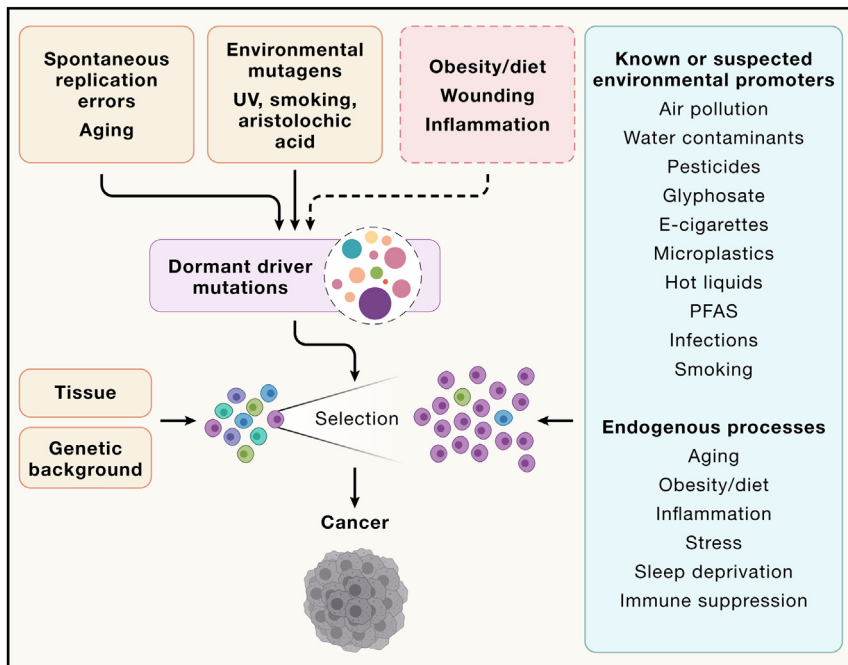 Spontaneous
replication
errors
Aging
Environmental
mutagens
UV, smoking,
aristolochic
acid
Obesity/diet
Wounding
Inflammation
Dormant driver
mutations
Tissue
Genetic
background
Selection
Cancer
Known or suspected
environmental promoters
Air pollution
Water contaminants
Pesticides
Glyphosate
E-cigarettes
Microplastics
Hot liquids
PFAS
Infections
Smoking
Endogenous processes
Aging
Obesity/diet
Inflammation
Stress
Sleep deprivation
Immune suppression